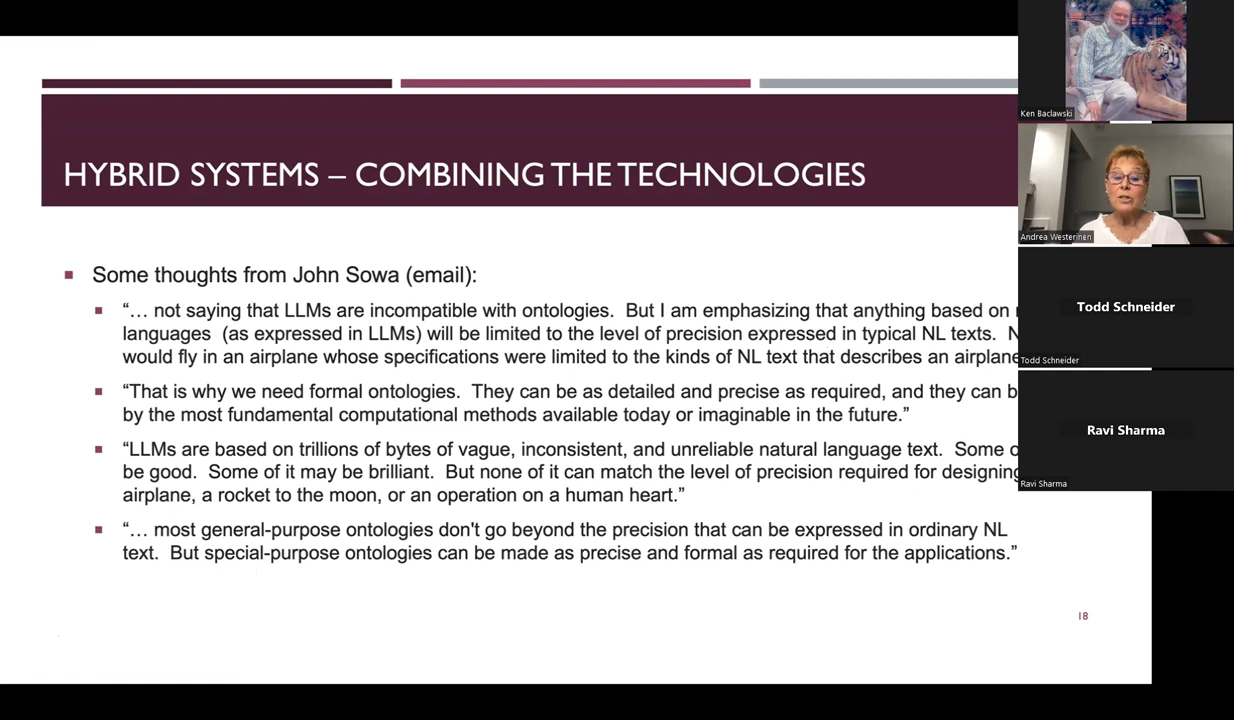 HYBRID SYSTEMS – COMBINING THE TECHNOLOGIES
Some thoughts from John Sowa (email):
“… not saying that LLMs are incompatible with ontologies. But I am emphasizing that anything based on
languages (as expressed in LLMs) will be limited to the level of precision expressed in typical NL texts.
would fly in an airplane whose specifications were limited to the kinds of NL text that describes an airplane
“That is why we need formal ontologies. They can be as detailed and precise as required, and they can
by the most fundamental computational methods available today or imaginable in the future.”
“LLMs are based on trillions of bytes of vague, inconsistent, and unreliable natural language text. Some
be good. Some of it may be brilliant. But none of it can match the level of precision required for designing
airplane, a rocket to the moon, or an operation on a human heart.”
“… most general-purpose ontologies don't go beyond the precision that can be expressed in ordinary NL
text. But special-purpose ontologies can be made as precise and formal as required for the applications.”
18
Ken Baclawski
Andrea Westerinen
Todd Schneider
Todd Schneider
Ravi Sharma
Ravi Sharma